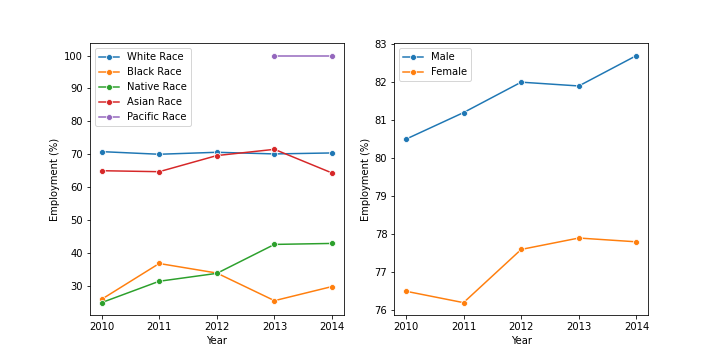 Employment (%)
100
90
80
70
60
50
40
30
White Race
Black Race
Native Race
Asian Race
Pacific Race
2010 2011 2012 2013 2014
Year
Employment (%)
83
82
81
80
79
78
77
76
Male
Female
2010 2011 2012 2013 2014
Year